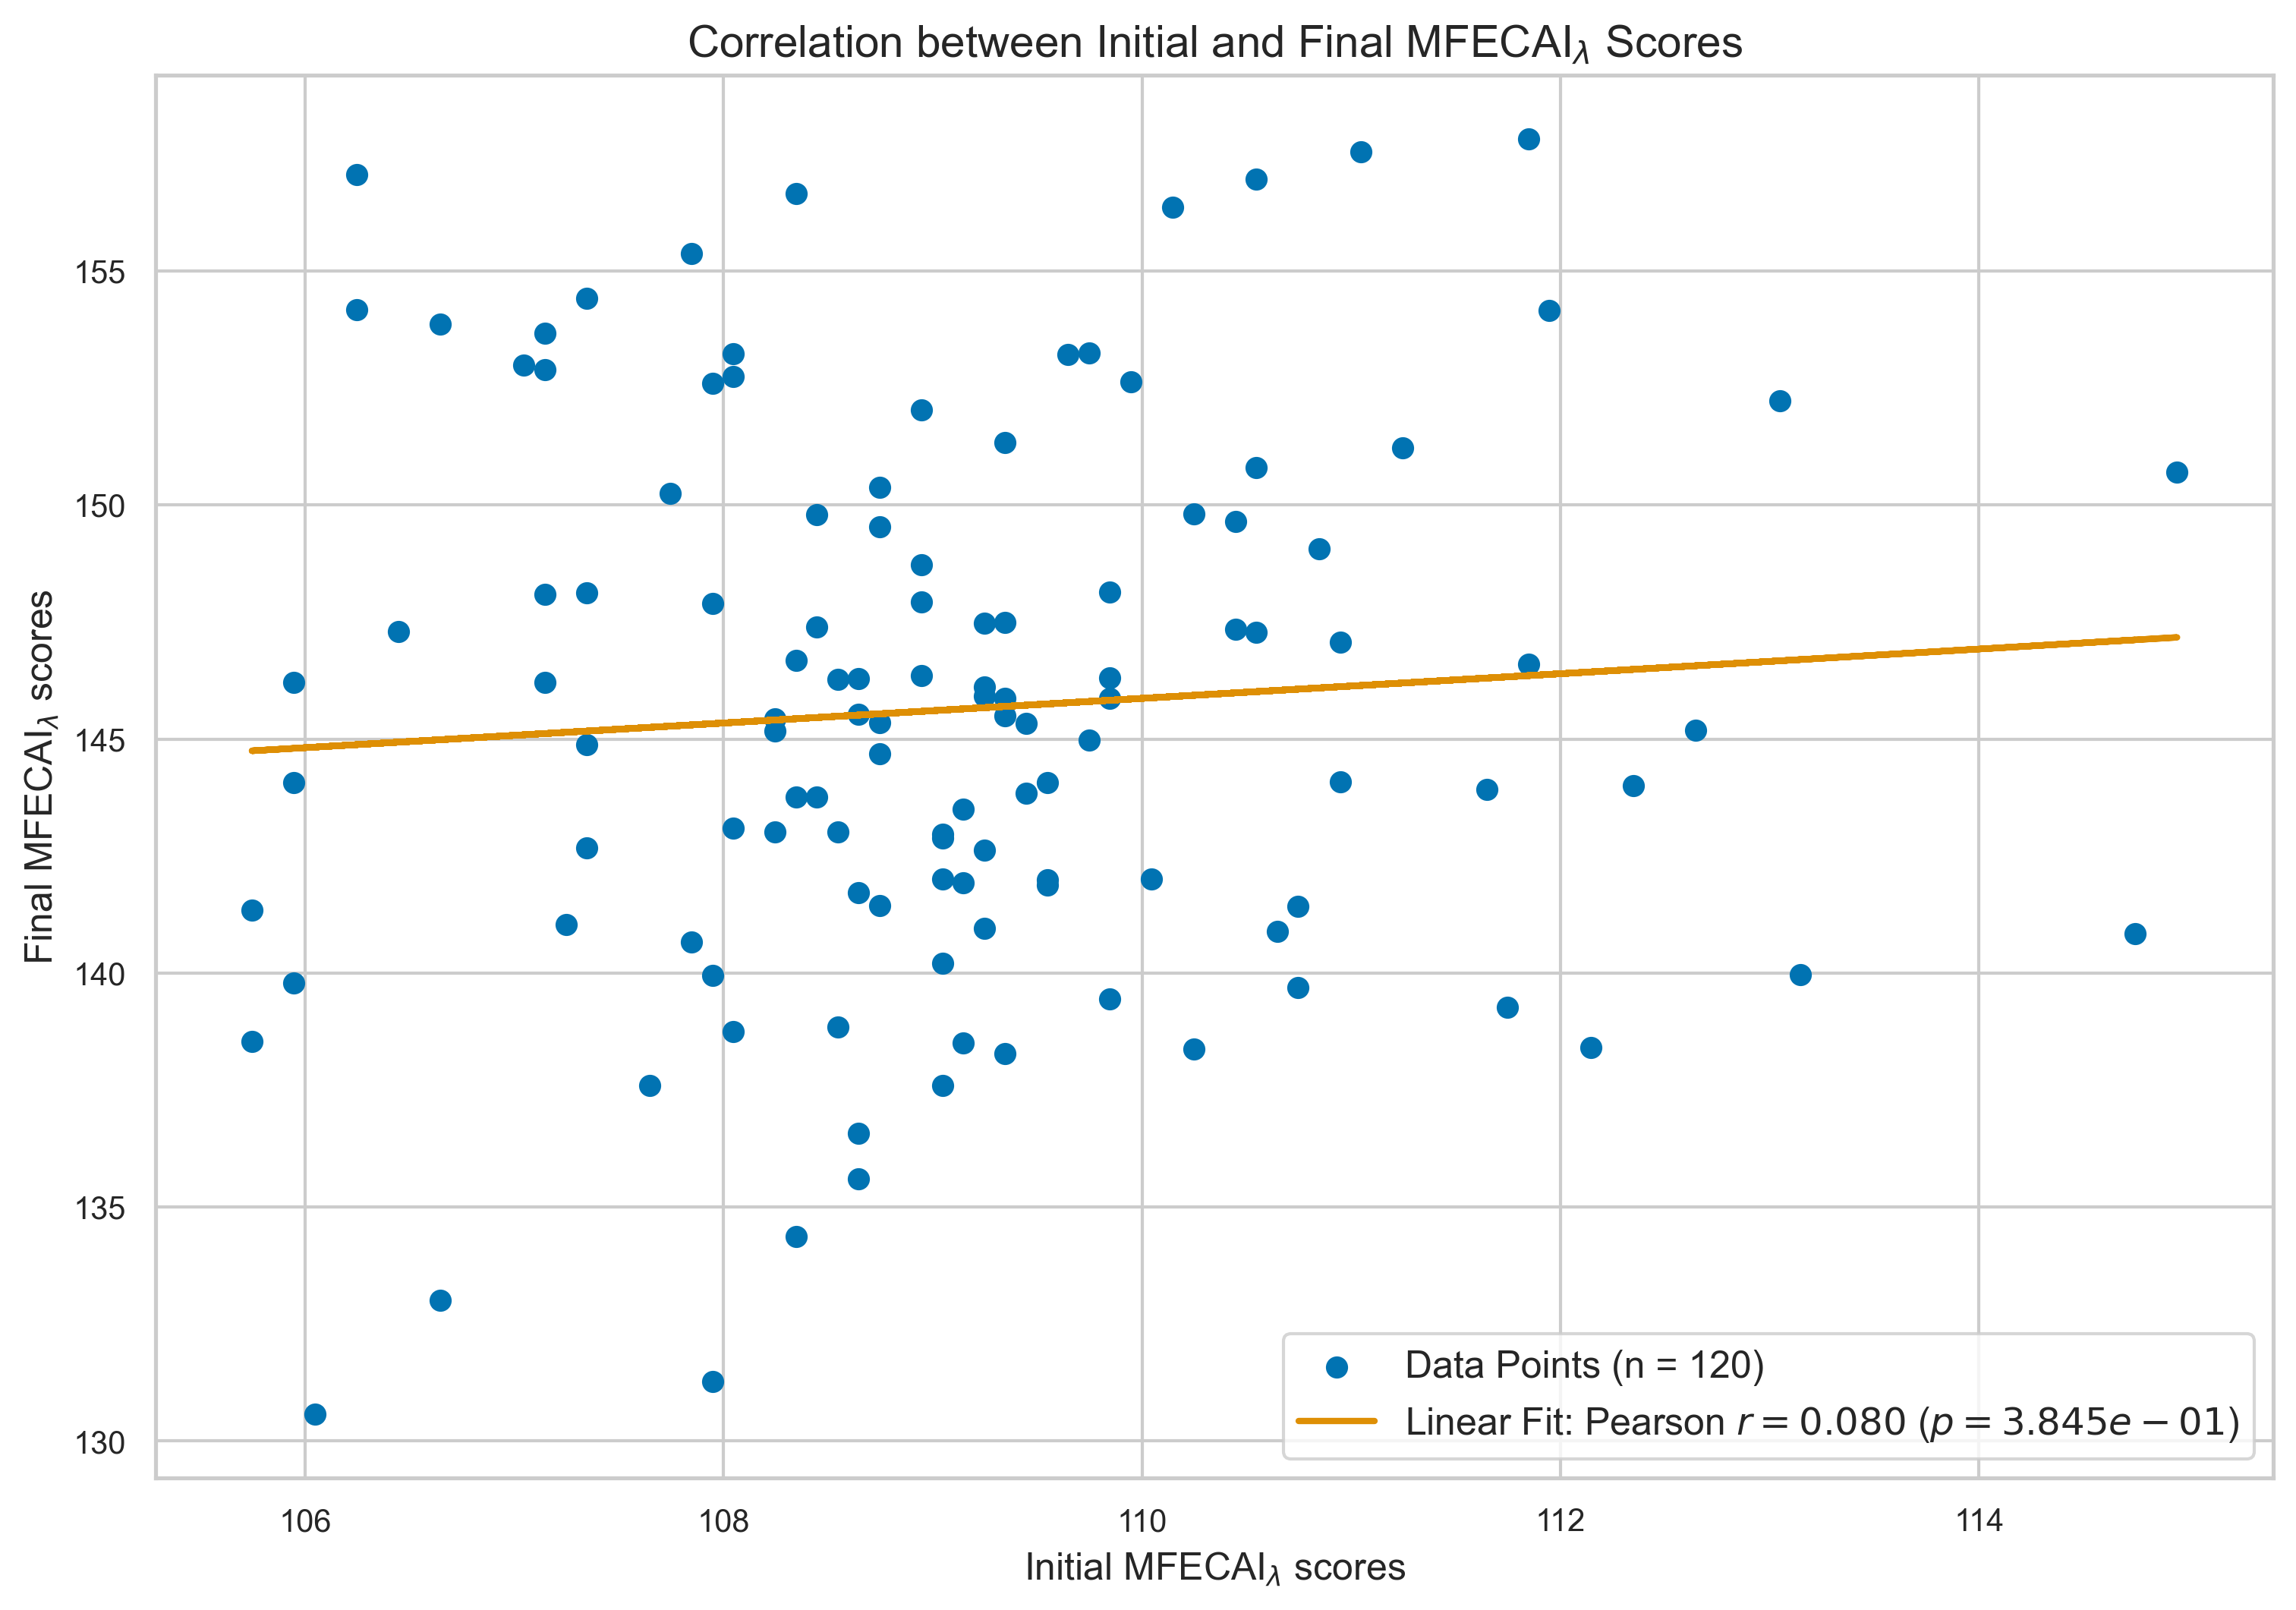 Correlation between Initial and Final MFECAIλ Scores
Final MFECAIλ scores
155
150
145
140
135
130
Data Points (n = 120)
Linear Fit: Pearson r = 0.080 (p = 3.845e − 01)
106 108 110 112 114
Initial MFECAIλ scores